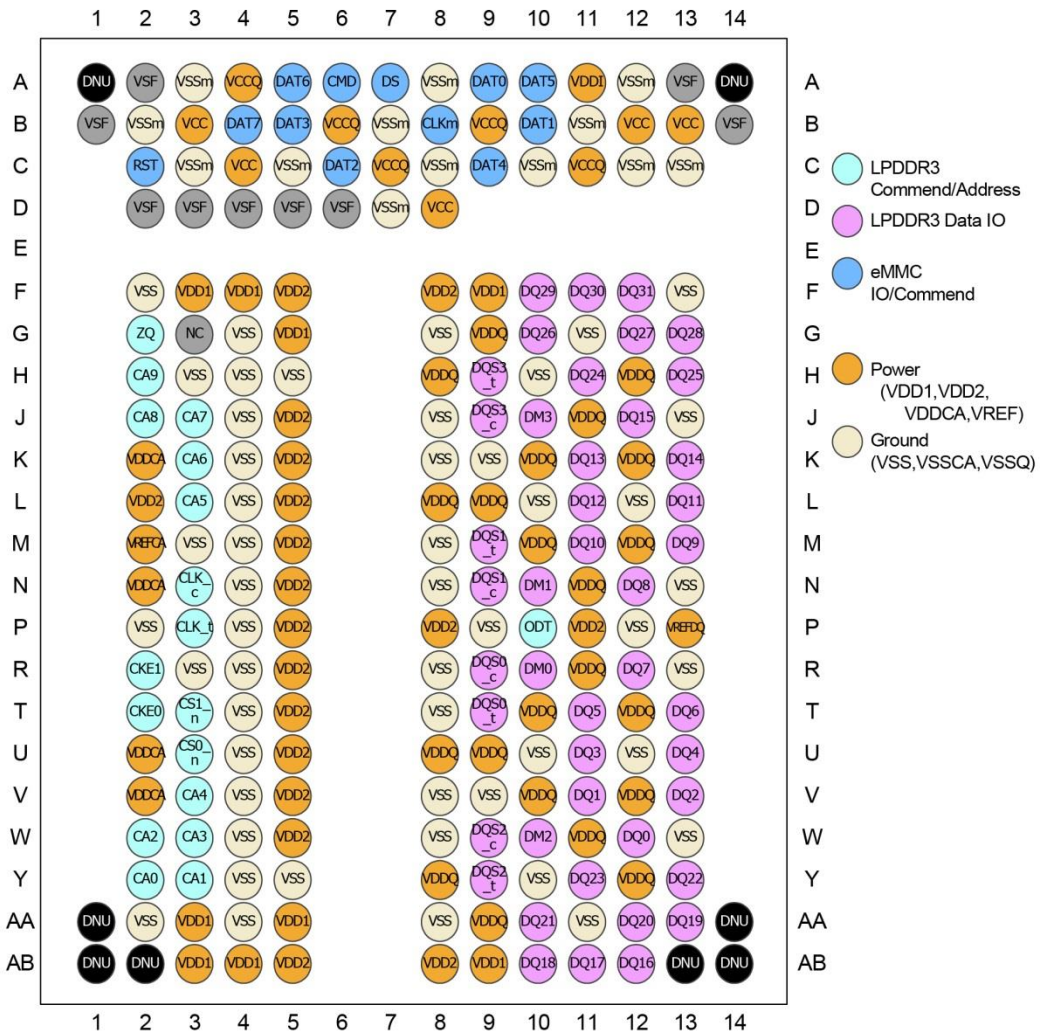 1 2 3 4 5 6 7 8 9 10 11 12 13 14
A DNU VSF VSSm VCCQ DAT6 CMD DS VSSm DAT0 DAT5 VDDI VSSm VSF DNU A
B VSF VSSm VCC DAT7 DAT3 VCCQ VSSm CLKm VCCQ DAT1 VSSm VCC VCC VSF B
C RST VSSm VCC VSSm DAT2 VCCQ VSSm DAT4 VSSm VCCQ VSSm VSSm C
D VSF VSF VSF VSF VSF VSSm VCC D
E E
F VSS VDD1 VDD1 VDD2 VDD2 VDD1 DQ29 DQ30 DQ31 VSS F
G ZQ NC VSS VDD1 VSS VDDQ DQ26 VSS DQ27 DQ28 G
H CA9 VSS VSS VSS VDDQ DQS3_t VSS DQ24 VDDQ DQ25 H
J CA8 CA7 VSS VDD2 VSS DQS3_c DM3 VDDQ DQ15 VSS J
K VDDCA CA6 VSS VDD2 VSS VSS VDDQ DQ13 VDDQ DQ14 K
L VDD2 CA5 VSS VDD2 VDDQ VDDQ VSS DQ12 VSS DQ11 L
M VREFCA VSS VSS VDD2 VSS DQS1_t VDDQ DQ10 VDDQ DQ9 M
N VDDCA CLK_c VSS VDD2 VSS DQS1_c DM1 VDDQ DQ8 VSS N
P VSS CLK_t VSS VDD2 VDD2 VSS ODT VDD2 VSS VREFDQ P
R CKE1 VSS VSS VDD2 VSS DQS0_c DM0 VDDQ DQ7 VSS R
T CKE0 CS1_n VSS VDD2 VSS DQS0_t VDDQ DQ5 VDDQ DQ6 T
U VDDCA CS0_n VSS VDD2 VDDQ VDDQ VSS DQ3 VSS DQ4 U
V VDDCA CA4 VSS VDD2 VSS VSS VDDQ DQ1 VDDQ DQ2 V
W CA2 CA3 VSS VDD2 VSS DQS2_c DM2 VDDQ DQ0 VSS W
Y CA0 CA1 VSS VSS VDDQ DQS2_t VSS DQ23 VDDQ DQ22 Y
AA DNU VSS VDD1 VSS VDD1 VSS VDDQ DQ21 VSS DQ20 DQ19 DNU AA
AB DNU DNU VDD1 VDD1 VDD2 VDD2 VDD1 DQ18 DQ17 DQ16 DNU DNU AB
1 2 3 4 5 6 7 8 9 10 11 12 13 14
LPDDR3
Commend/Address
LPDDR3 Data IO
eMMC
IO/Commend
Power
(VDD1,VDD2,
VDDCA,VREF)
Ground
(VSS,VSSCA,VSSQ)